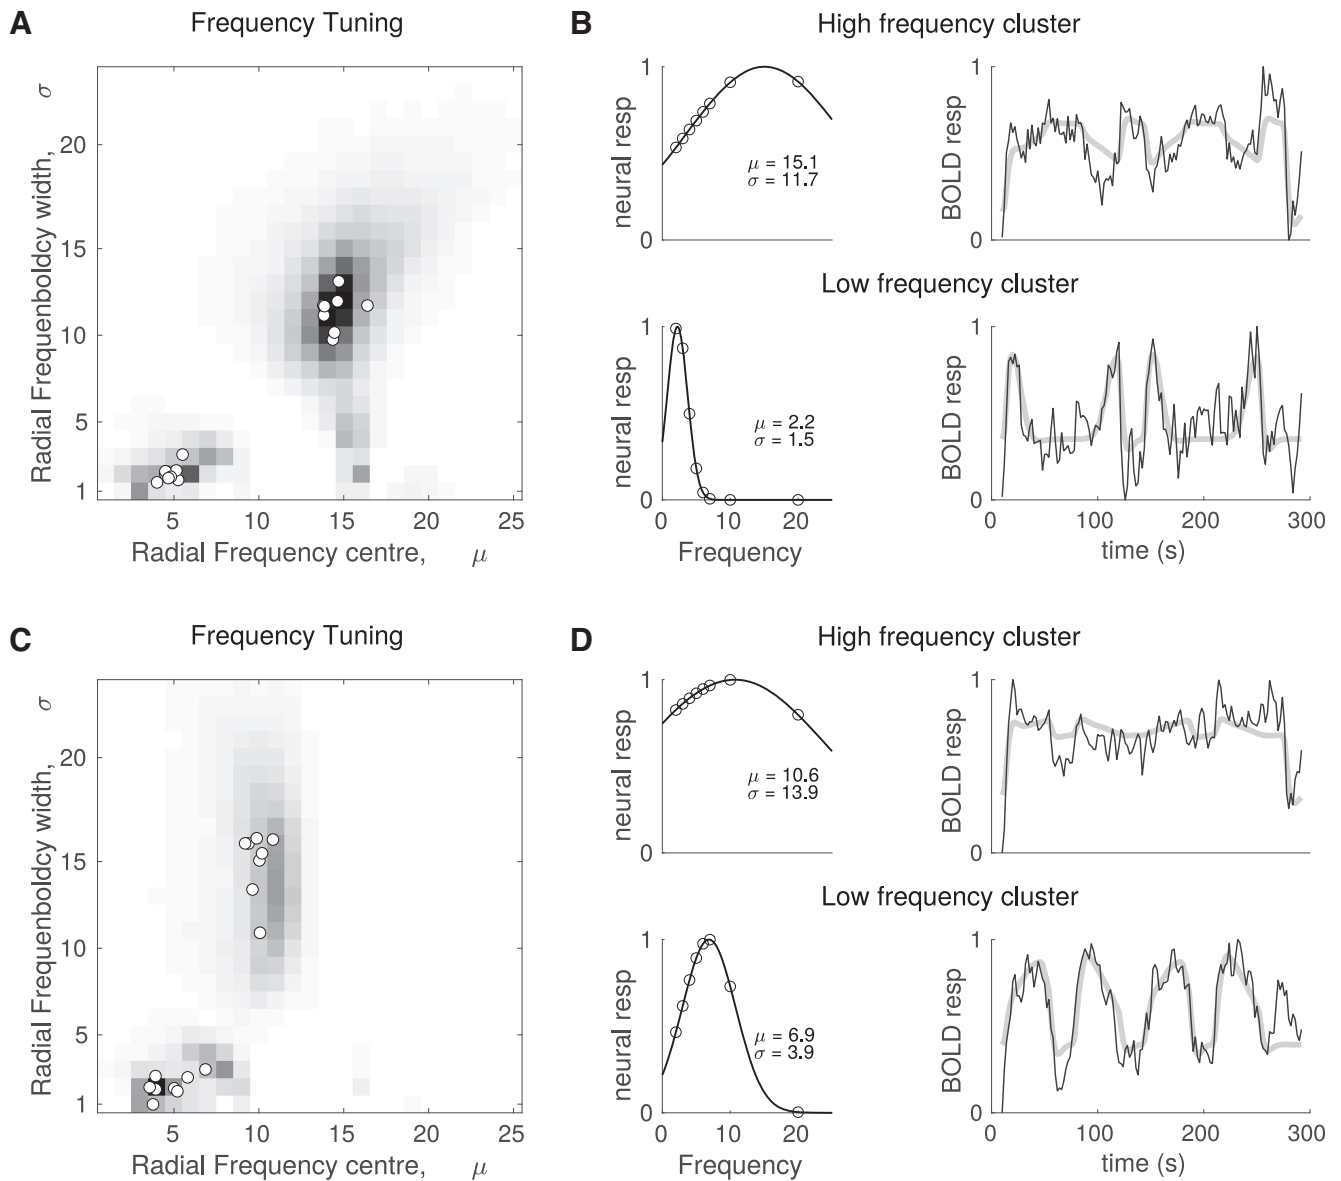 A
Frequency Tuning
Radial Frequenboldcy width, σ
20
15
10
5
1
5 10 15 20 25
Radial Frequency centre, μ
B
High frequency cluster
neural resp
1
0
μ = 15.1
σ = 11.7
BOLD resp
1
0
Low frequency cluster
neural resp
1
0
μ = 2.2
σ = 1.5
0 10 20
Frequency
BOLD resp
1
0
0 100 200 300
time (s)
C
Frequency Tuning
Radial Frequenboldcy width, σ
20
15
10
5
1
5 10 15 20 25
Radial Frequency centre, μ
D
High frequency cluster
neural resp
1
0
μ = 10.6
σ = 13.9
BOLD resp
1
0
Low frequency cluster
neural resp
1
0
μ = 6.9
σ = 3.9
0 10 20
Frequency
BOLD resp
1
0
0 100 200 300
time (s)